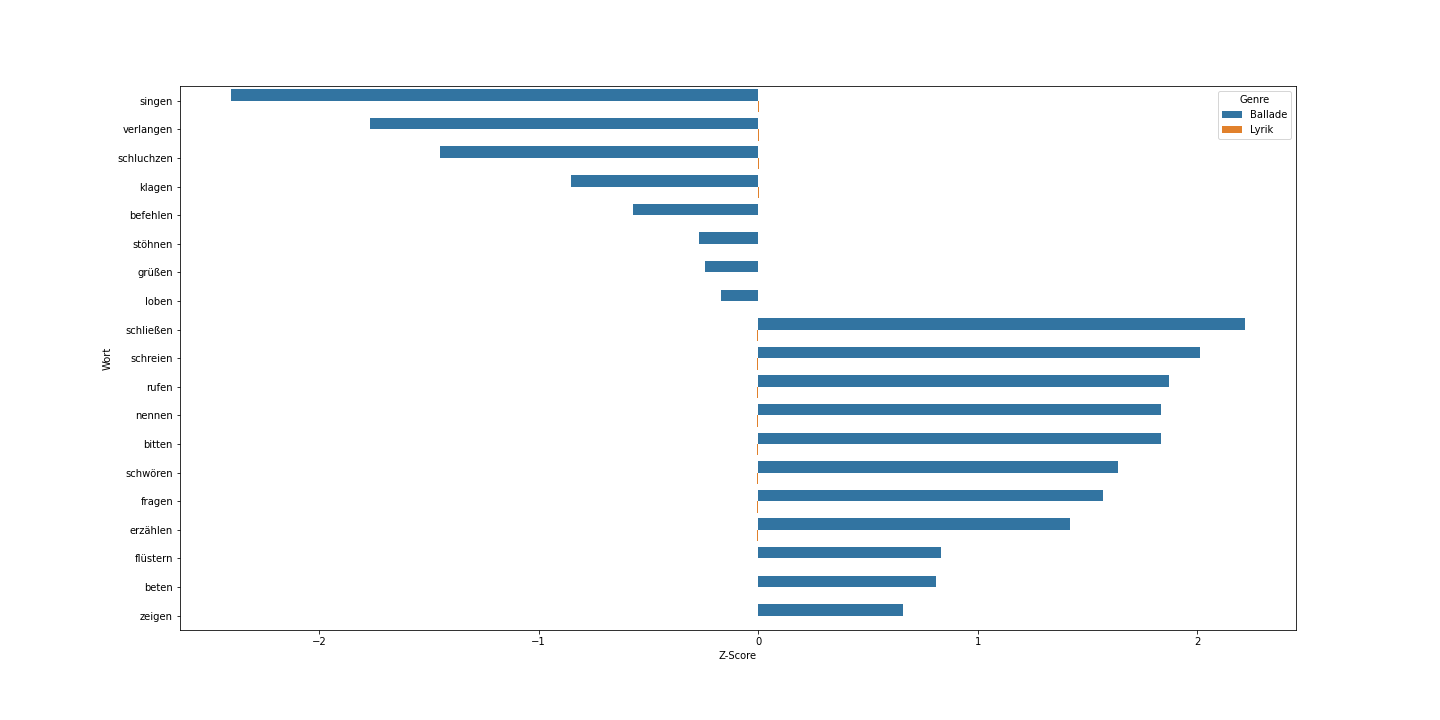 Genre
Ballade
Lyrik
Wort
singen
verlangen
schluchzen
klagen
befehlen
stöhnen
grüßen
loben
schließen
schreien
rufen
nennen
bitten
schwören
fragen
erzählen
flüstern
beten
zeigen
−2 −1 0 1 2
Z-Score